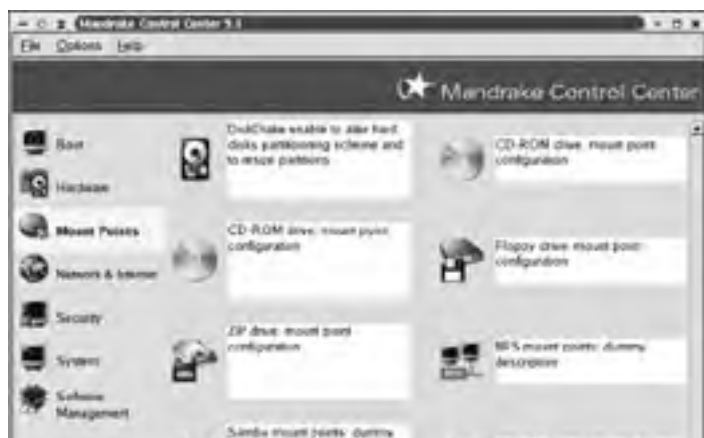 Mandrake Control Center 9.1
File Options Help
Mandrake Control Center
Boot
Hardware
Mount Points
Network & Internet
Security
System
Software
Management
DiskDrake enable to alter hard
disks partitioning scheme and
to resize partitions
CD-ROM drive: mount point
configuration
CD-ROM drive: mount point
configuration
Floppy drive mount point
configuration
ZIP drive: mount point
configuration
NFS mount points: dummy
description
Samba mount points: dummy